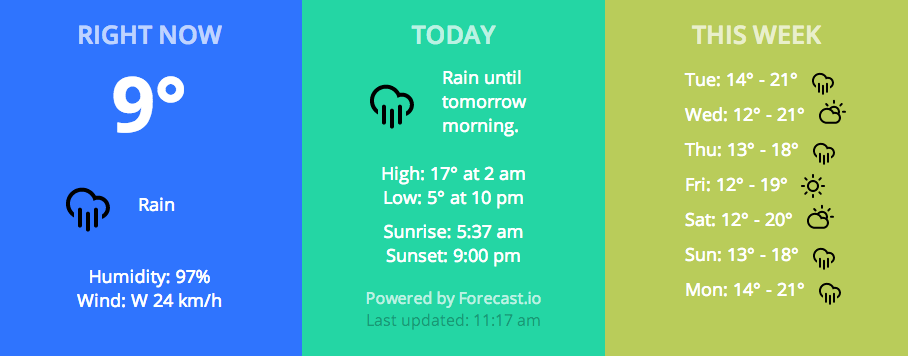 RIGHT NOW
9°
Rain
Humidity: 97%
Wind: W 24 km/h
TODAY
Rain until
tomorrow
morning.
High: 17° at 2 am
Low: 5° at 10 pm
Sunrise: 5:37 am
Sunset: 9:00 pm
Powered by Forecast.io
Last updated: 11:17 am
THIS WEEK
Tue: 14° - 21°
Wed: 12° - 21°
Thu: 13° - 18°
Fri: 12° - 19°
Sat: 12° - 20°
Sun: 13° - 18°
Mon: 14° - 21°